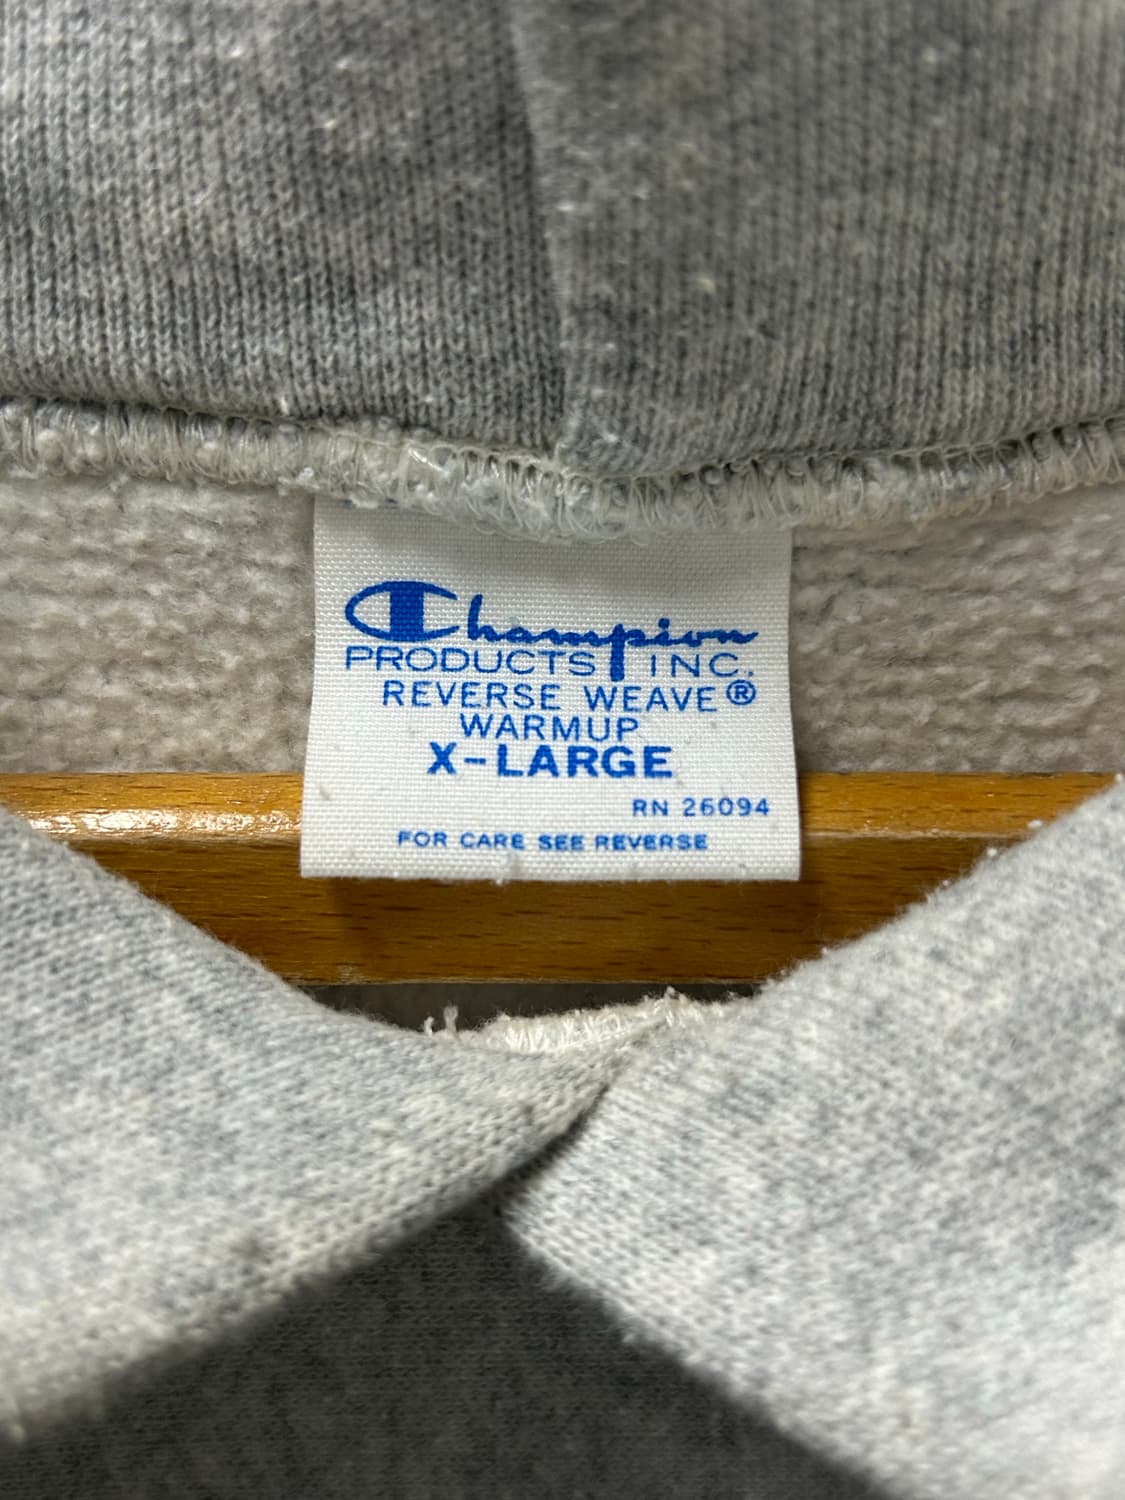 Champion
PRODUCTS INC.
REVERSE WEAVE®
WARMUP
X-LARGE
RN 26094
FOR CARE SEE REVERSE